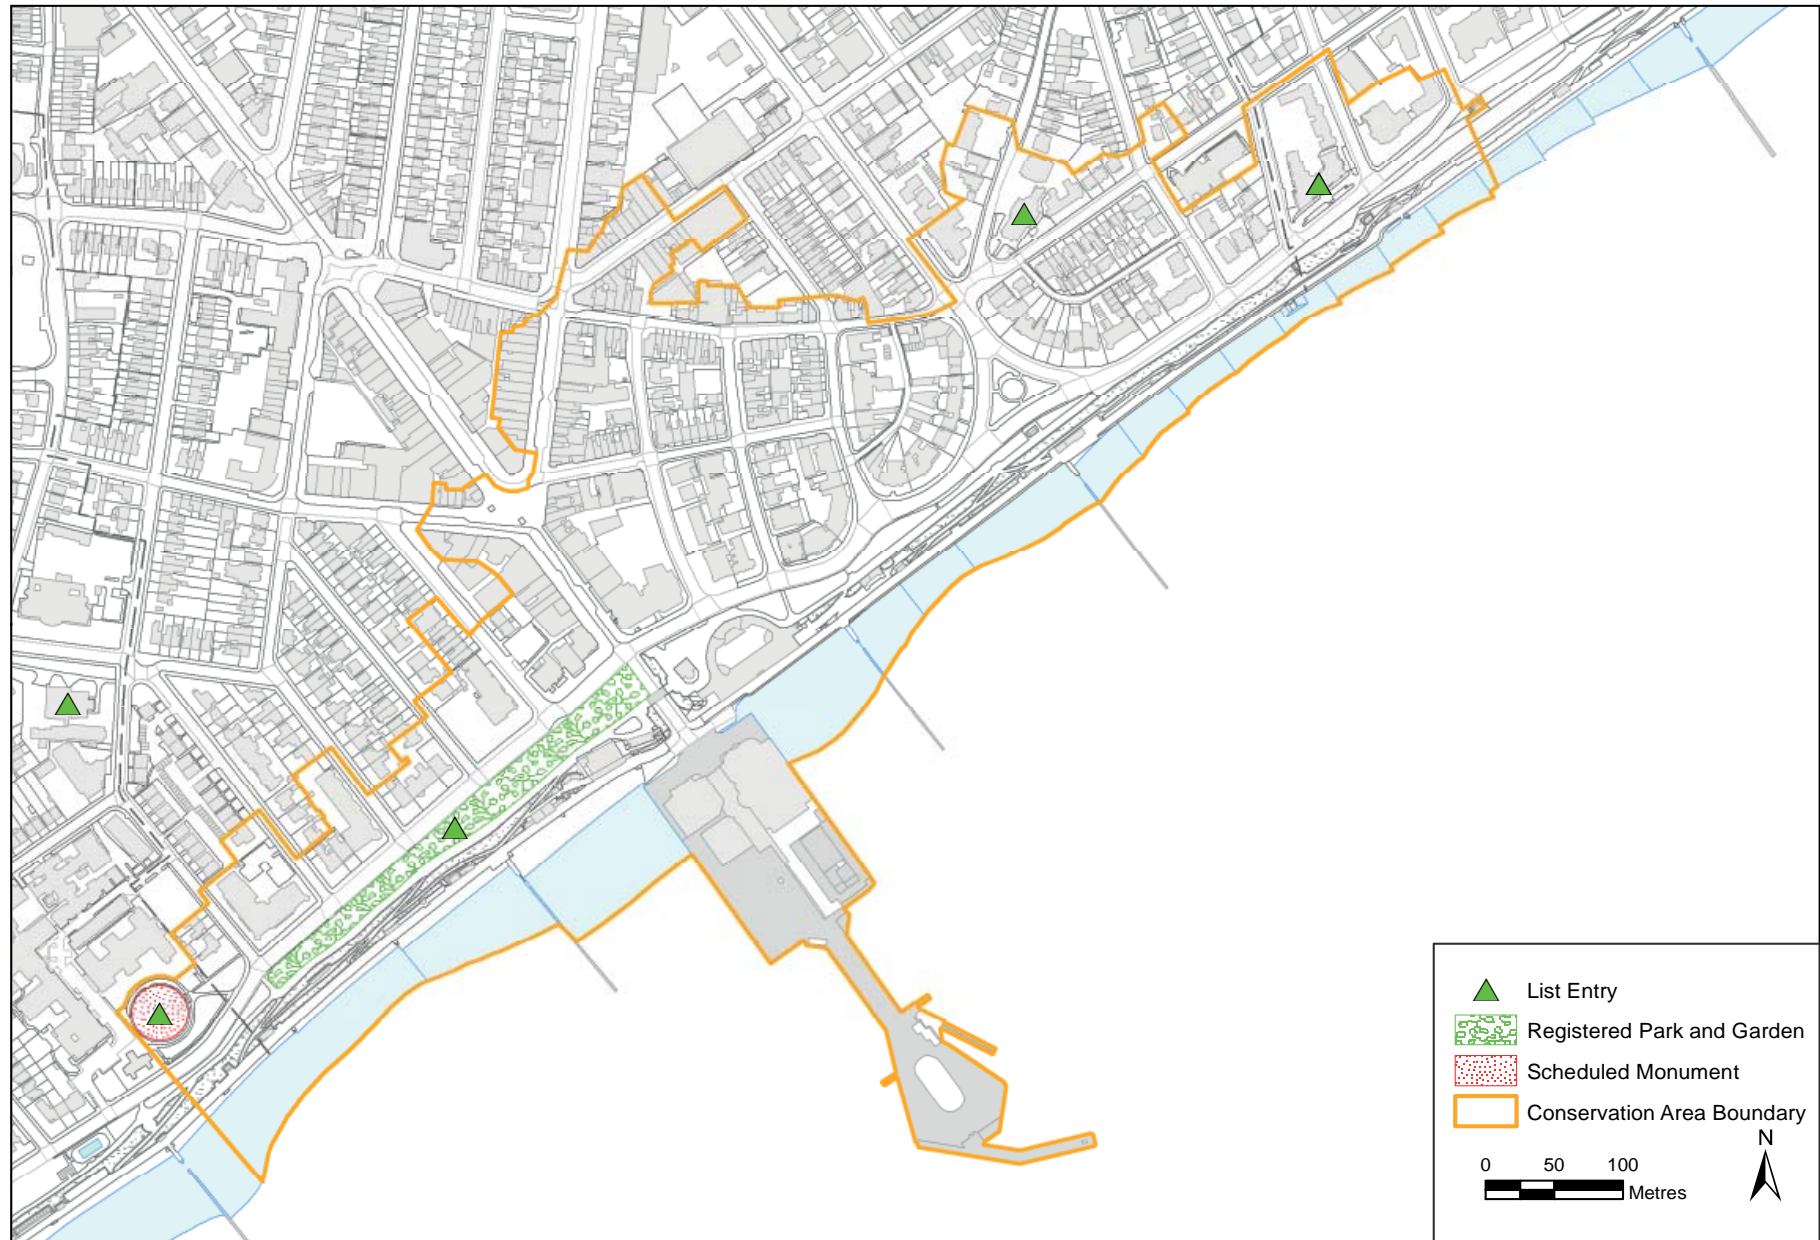 List Entry
Registered Park and Garden
Scheduled Monument
Conservation Area Boundary
N
0 50 100
Metres